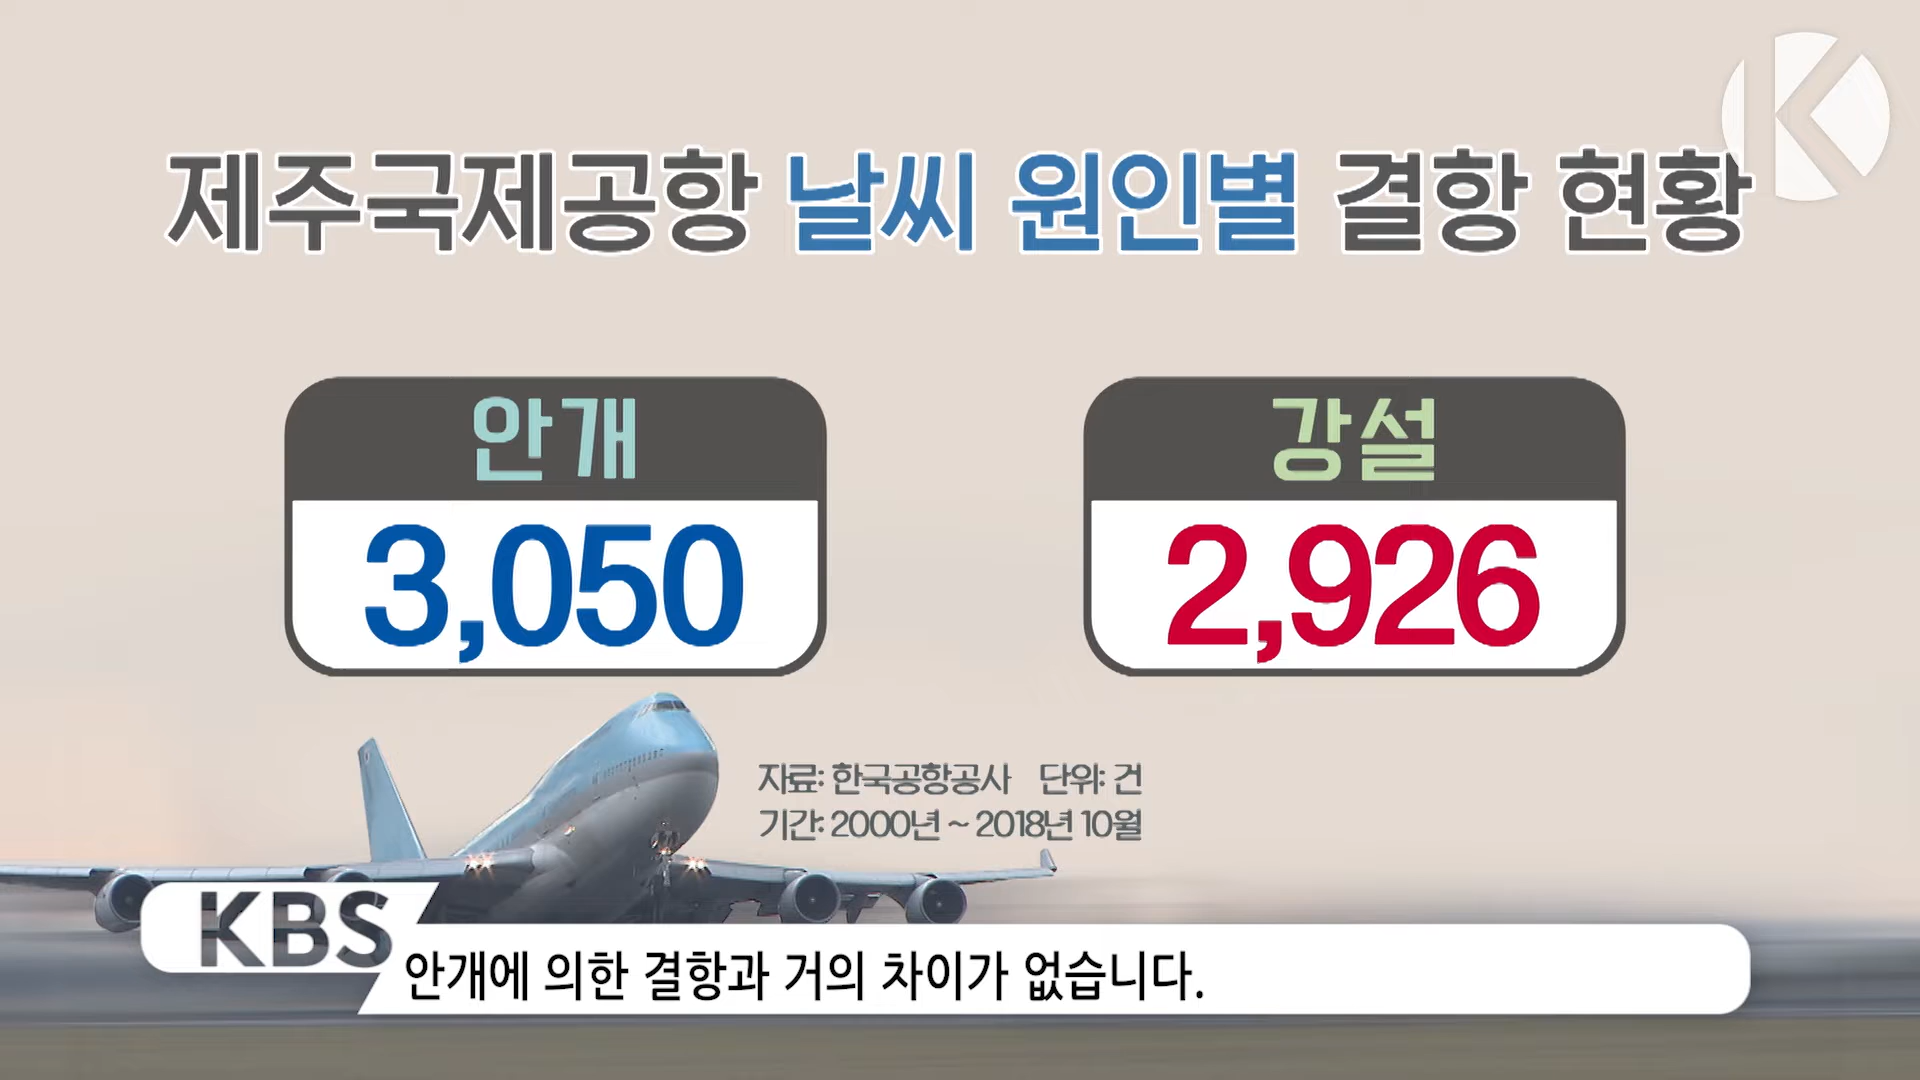 제주국제공항 날씨 원인별 결항 현황
안개
3,050
강설
2,926
자료: 한국공항공사 단위: 건
기간: 2000년 ~ 2018년 10월
KBS
안개에 의한 결항과 거의 차이가 없습니다.